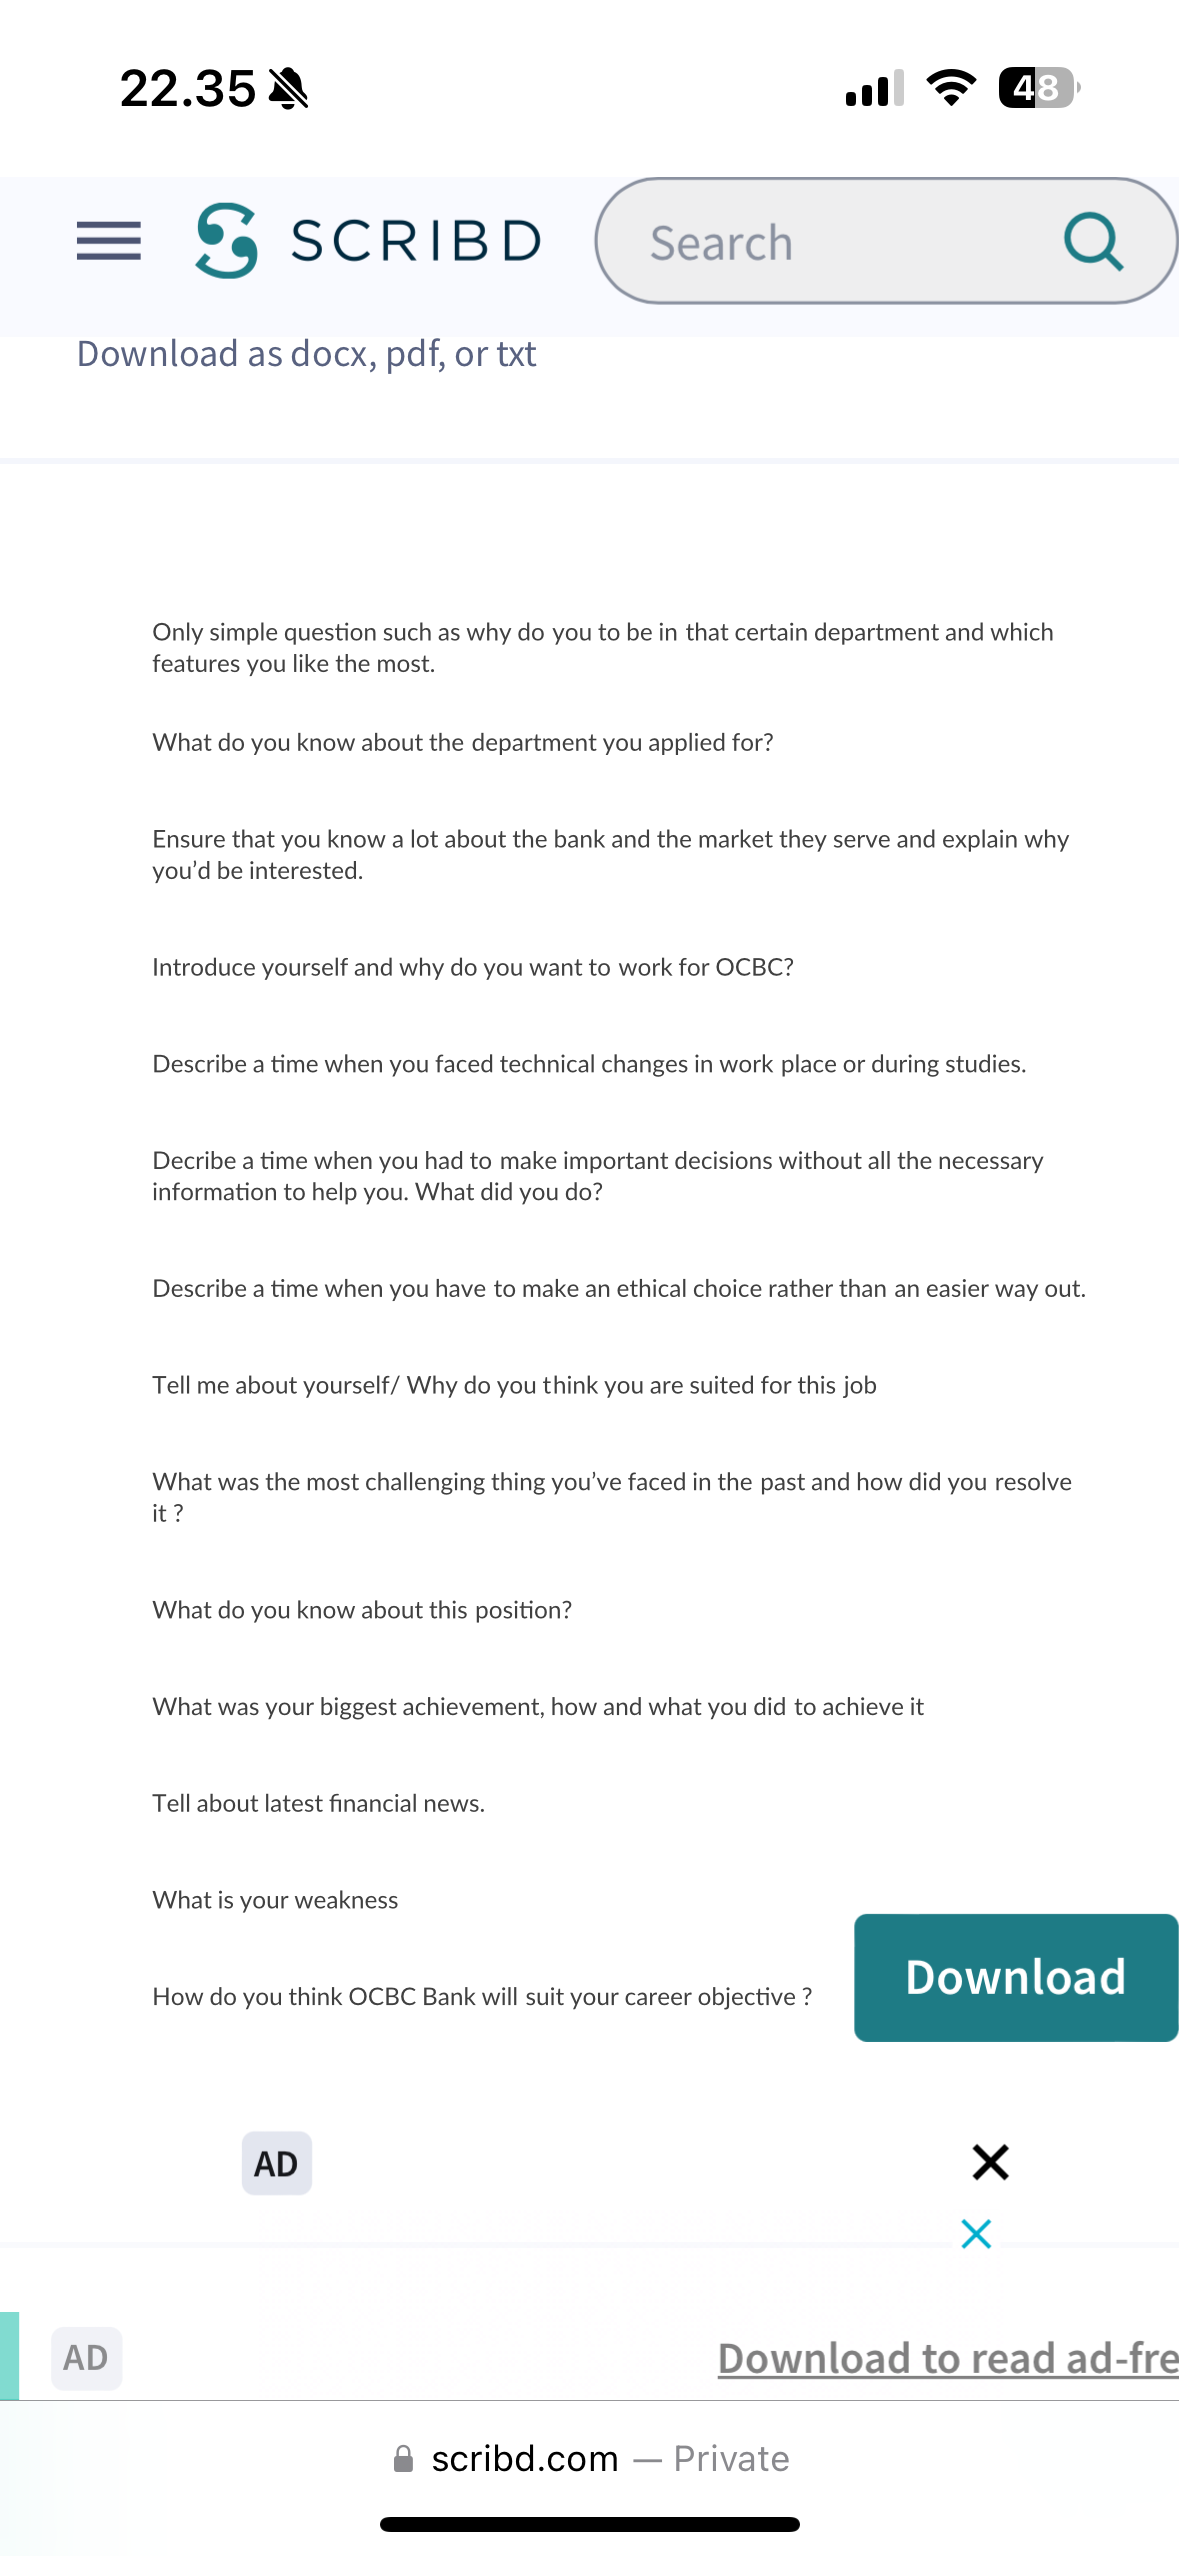 22.35
48
SCRIBD
Search
Download as docx, pdf, or txt
Only simple question such as why do you to be in that certain department and which
features you like the most.
What do you know about the department you applied for?
Ensure that you know a lot about the bank and the market they serve and explain why
you’d be interested.
Introduce yourself and why do you want to work for OCBC?
Describe a time when you faced technical changes in work place or during studies.
Decribe a time when you had to make important decisions without all the necessary
information to help you. What did you do?
Describe a time when you have to make an ethical choice rather than an easier way out.
Tell me about yourself/ Why do you think you are suited for this job
What was the most challenging thing you’ve faced in the past and how did you resolve
it ?
What do you know about this position?
What was your biggest achievement, how and what you did to achieve it
Tell about latest financial news.
What is your weakness
How do you think OCBC Bank will suit your career objective ?
Download
AD
AD
Download to read ad-fre
scribd.com — Private